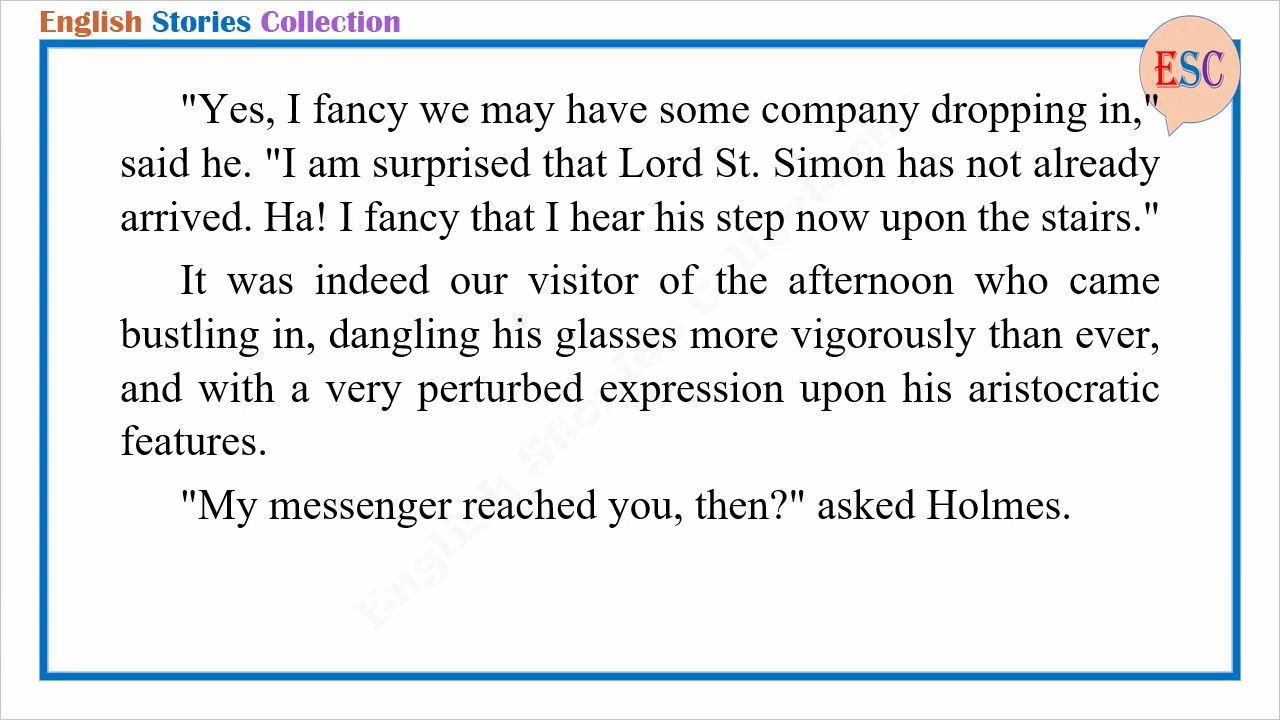 English Stories Collection
ESC
"Yes, I fancy we may have some company dropping in,"
said he. "I am surprised that Lord St. Simon has not already
arrived. Ha! I fancy that I hear his step now upon the stairs."
It was indeed our visitor of the afternoon who came
bustling in, dangling his glasses more vigorously than ever,
and with a very perturbed expression upon his aristocratic
features.
"My messenger reached you, then?" asked Holmes.
English Stories Collection